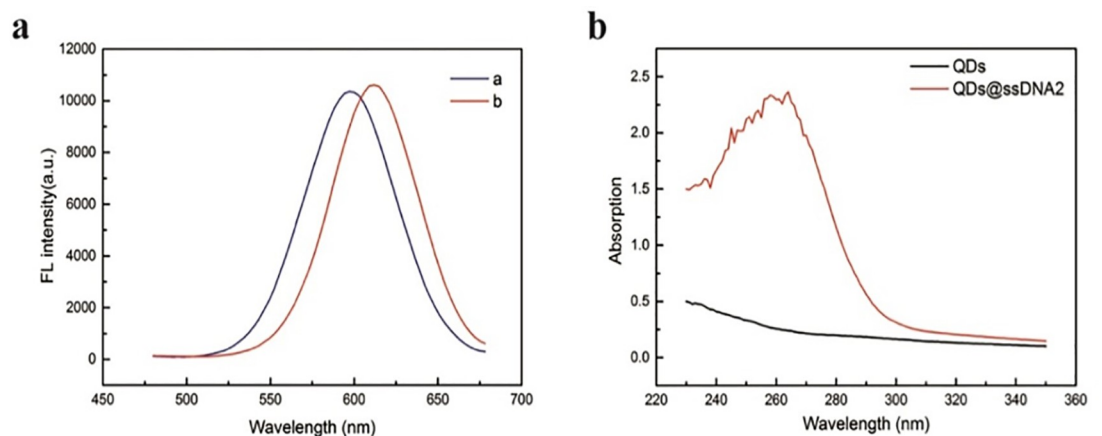 a
12000
10000
8000
6000
4000
2000
0
FL intensity(a.u.)
a
b
450 500 550 600 650 700
Wavelength (nm)
b
2.5
2.0
1.5
1.0
0.5
0.0
Absorption
QDs
QDs@ssDNA2
220 240 260 280 300 320 340 360
Wavelength (nm)